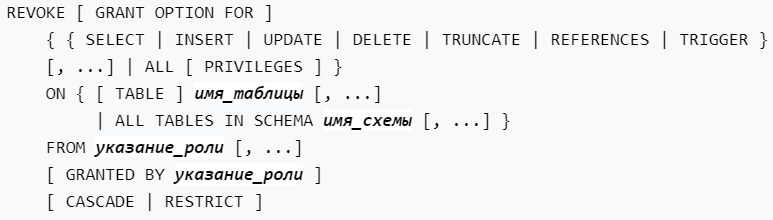 REVOKE [ GRANT OPTION FOR ]
    { { SELECT | INSERT | UPDATE | DELETE | TRUNCATE | REFERENCES | TRIGGER }
    [, ...] | ALL [ PRIVILEGES ] }
    ON { [ TABLE ] имя_таблицы [, ...]
         | ALL TABLES IN SCHEMA имя_схемы [, ...] }
    FROM указание_роли [, ...]
    [ GRANTED BY указание_роли ]
    [ CASCADE | RESTRICT ]